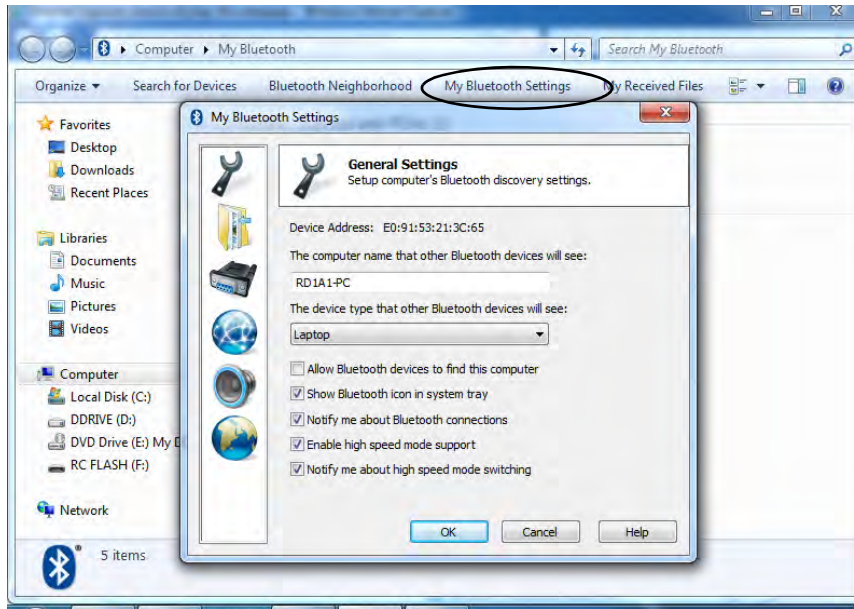 Computer ▸ My Bluetooth
Search My Bluetooth
Organize Search for Devices Bluetooth Neighborhood My Bluetooth Settings My Received Files
Favorites
Desktop
Downloads
Recent Places
Libraries
Documents
Music
Pictures
Videos
Computer
Local Disk (C:)
DDRIVE (D:)
DVD Drive (E:) My
RC FLASH (F:)
Network
5 items
My Bluetooth Settings
General Settings
Setup computer's Bluetooth discovery settings.
Device Address: E0:91:53:21:3C:65
The computer name that other Bluetooth devices will see:
RD1A1-PC
The device type that other Bluetooth devices will see:
Laptop
Allow Bluetooth devices to find this computer
Show Bluetooth icon in system tray
Notify me about Bluetooth connections
Enable high speed mode support
Notify me about high speed mode switching
OK Cancel Help